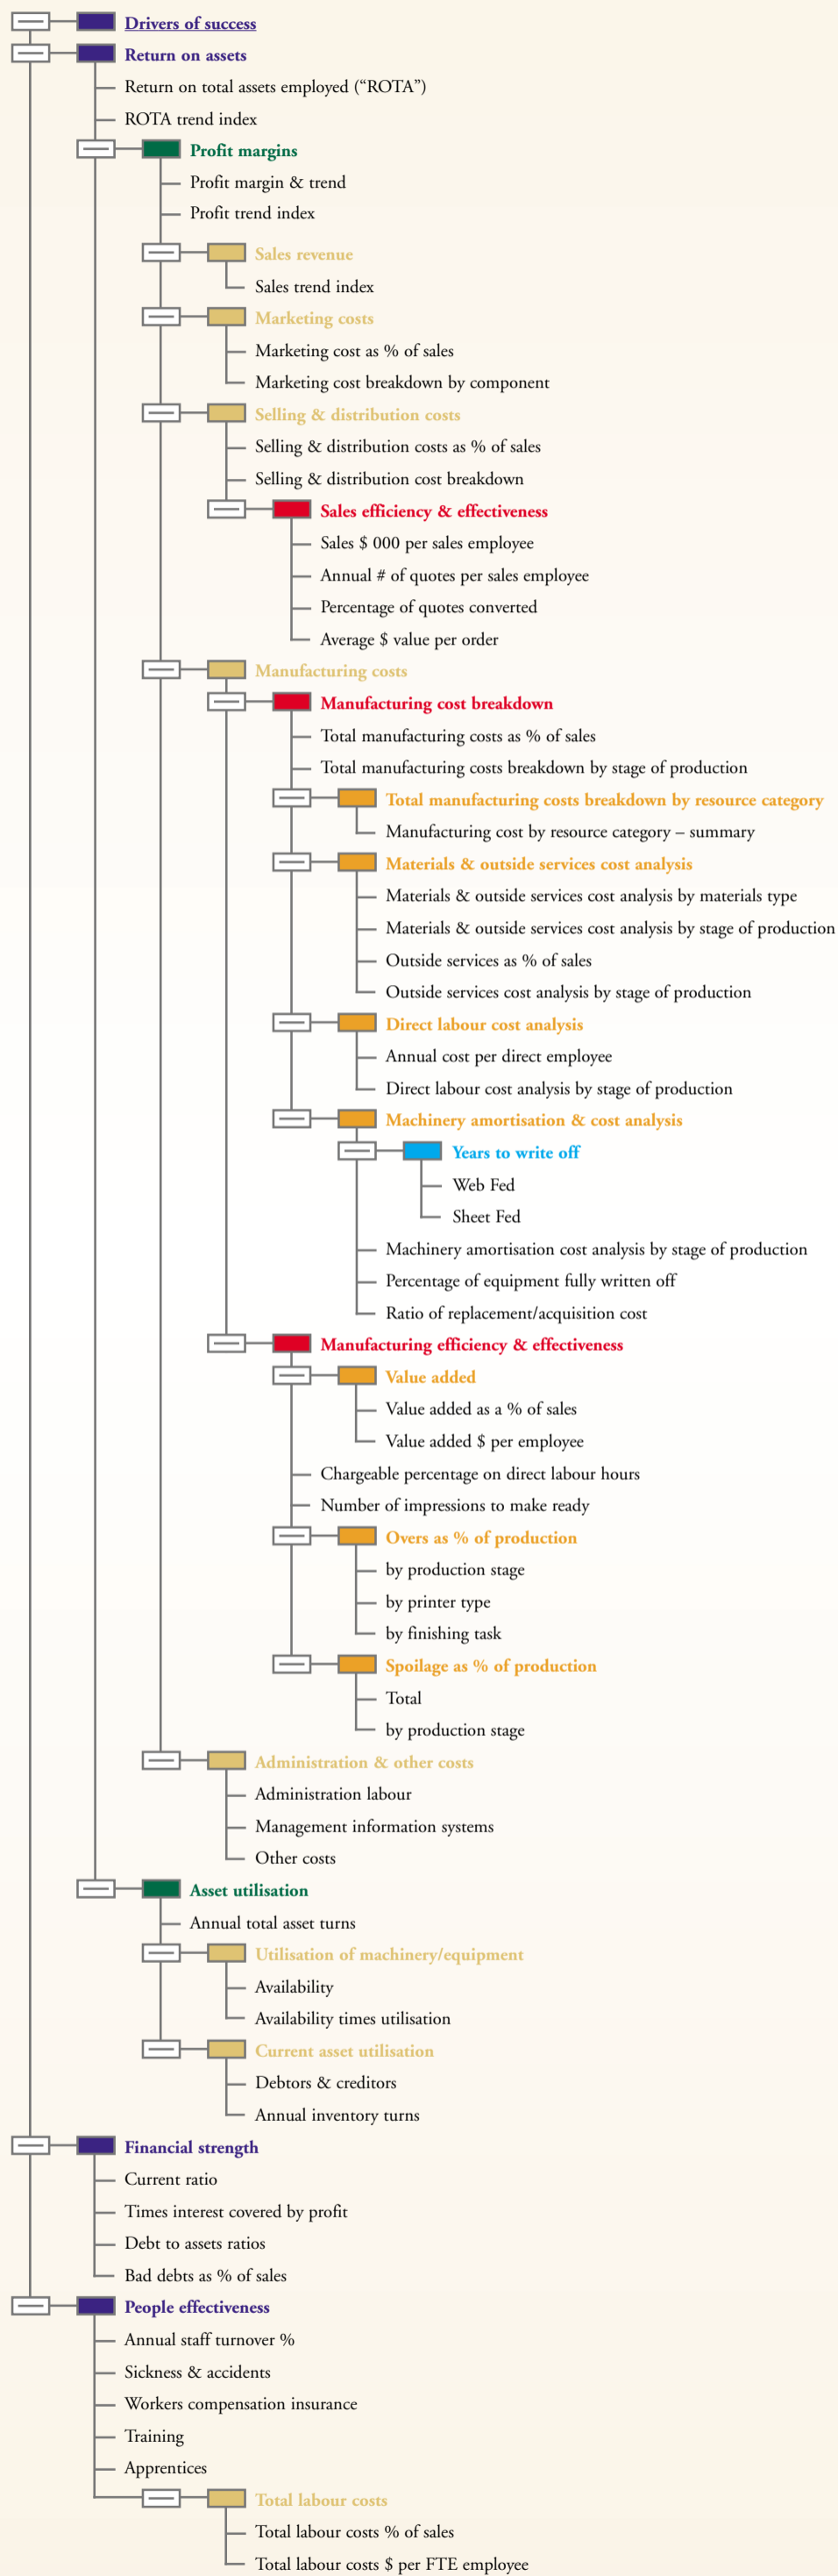 Drivers of success
Return on assets
Return on total assets employed (“ROTA”)
ROTA trend index
Profit margins
Profit margin & trend
Profit trend index
Sales revenue
Sales trend index
Marketing costs
Marketing cost as % of sales
Marketing cost breakdown by component
Selling & distribution costs
Selling & distribution costs as % of sales
Selling & distribution cost breakdown
Sales efficiency & effectiveness
Sales $ 000 per sales employee
Annual # of quotes per sales employee
Percentage of quotes converted
Average $ value per order
Manufacturing costs
Manufacturing cost breakdown
Total manufacturing costs as % of sales
Total manufacturing costs breakdown by stage of production
Total manufacturing costs breakdown by resource category
Manufacturing cost by resource category – summary
Materials & outside services cost analysis
Materials & outside services cost analysis by materials type
Materials & outside services cost analysis by stage of production
Outside services as % of sales
Outside services cost analysis by stage of production
Direct labour cost analysis
Annual cost per direct employee
Direct labour cost analysis by stage of production
Machinery amortisation & cost analysis
Years to write off
Web Fed
Sheet Fed
Machinery amortisation cost analysis by stage of production
Percentage of equipment fully written off
Ratio of replacement/acquisition cost
Manufacturing efficiency & effectiveness
Value added
Value added as a % of sales
Value added $ per employee
Chargeable percentage on direct labour hours
Number of impressions to make ready
Overs as % of production
by production stage
by printer type
by finishing task
Spoilage as % of production
Total
by production stage
Administration & other costs
Administration labour
Management information systems
Other costs
Asset utilisation
Annual total asset turns
Utilisation of machinery/equipment
Availability
Availability times utilisation
Current asset utilisation
Debtors & creditors
Annual inventory turns
Financial strength
Current ratio
Times interest covered by profit
Debt to assets ratios
Bad debts as % of sales
People effectiveness
Annual staff turnover %
Sickness & accidents
Workers compensation insurance
Training
Apprentices
Total labour costs
Total labour costs % of sales
Total labour costs $ per FTE employee